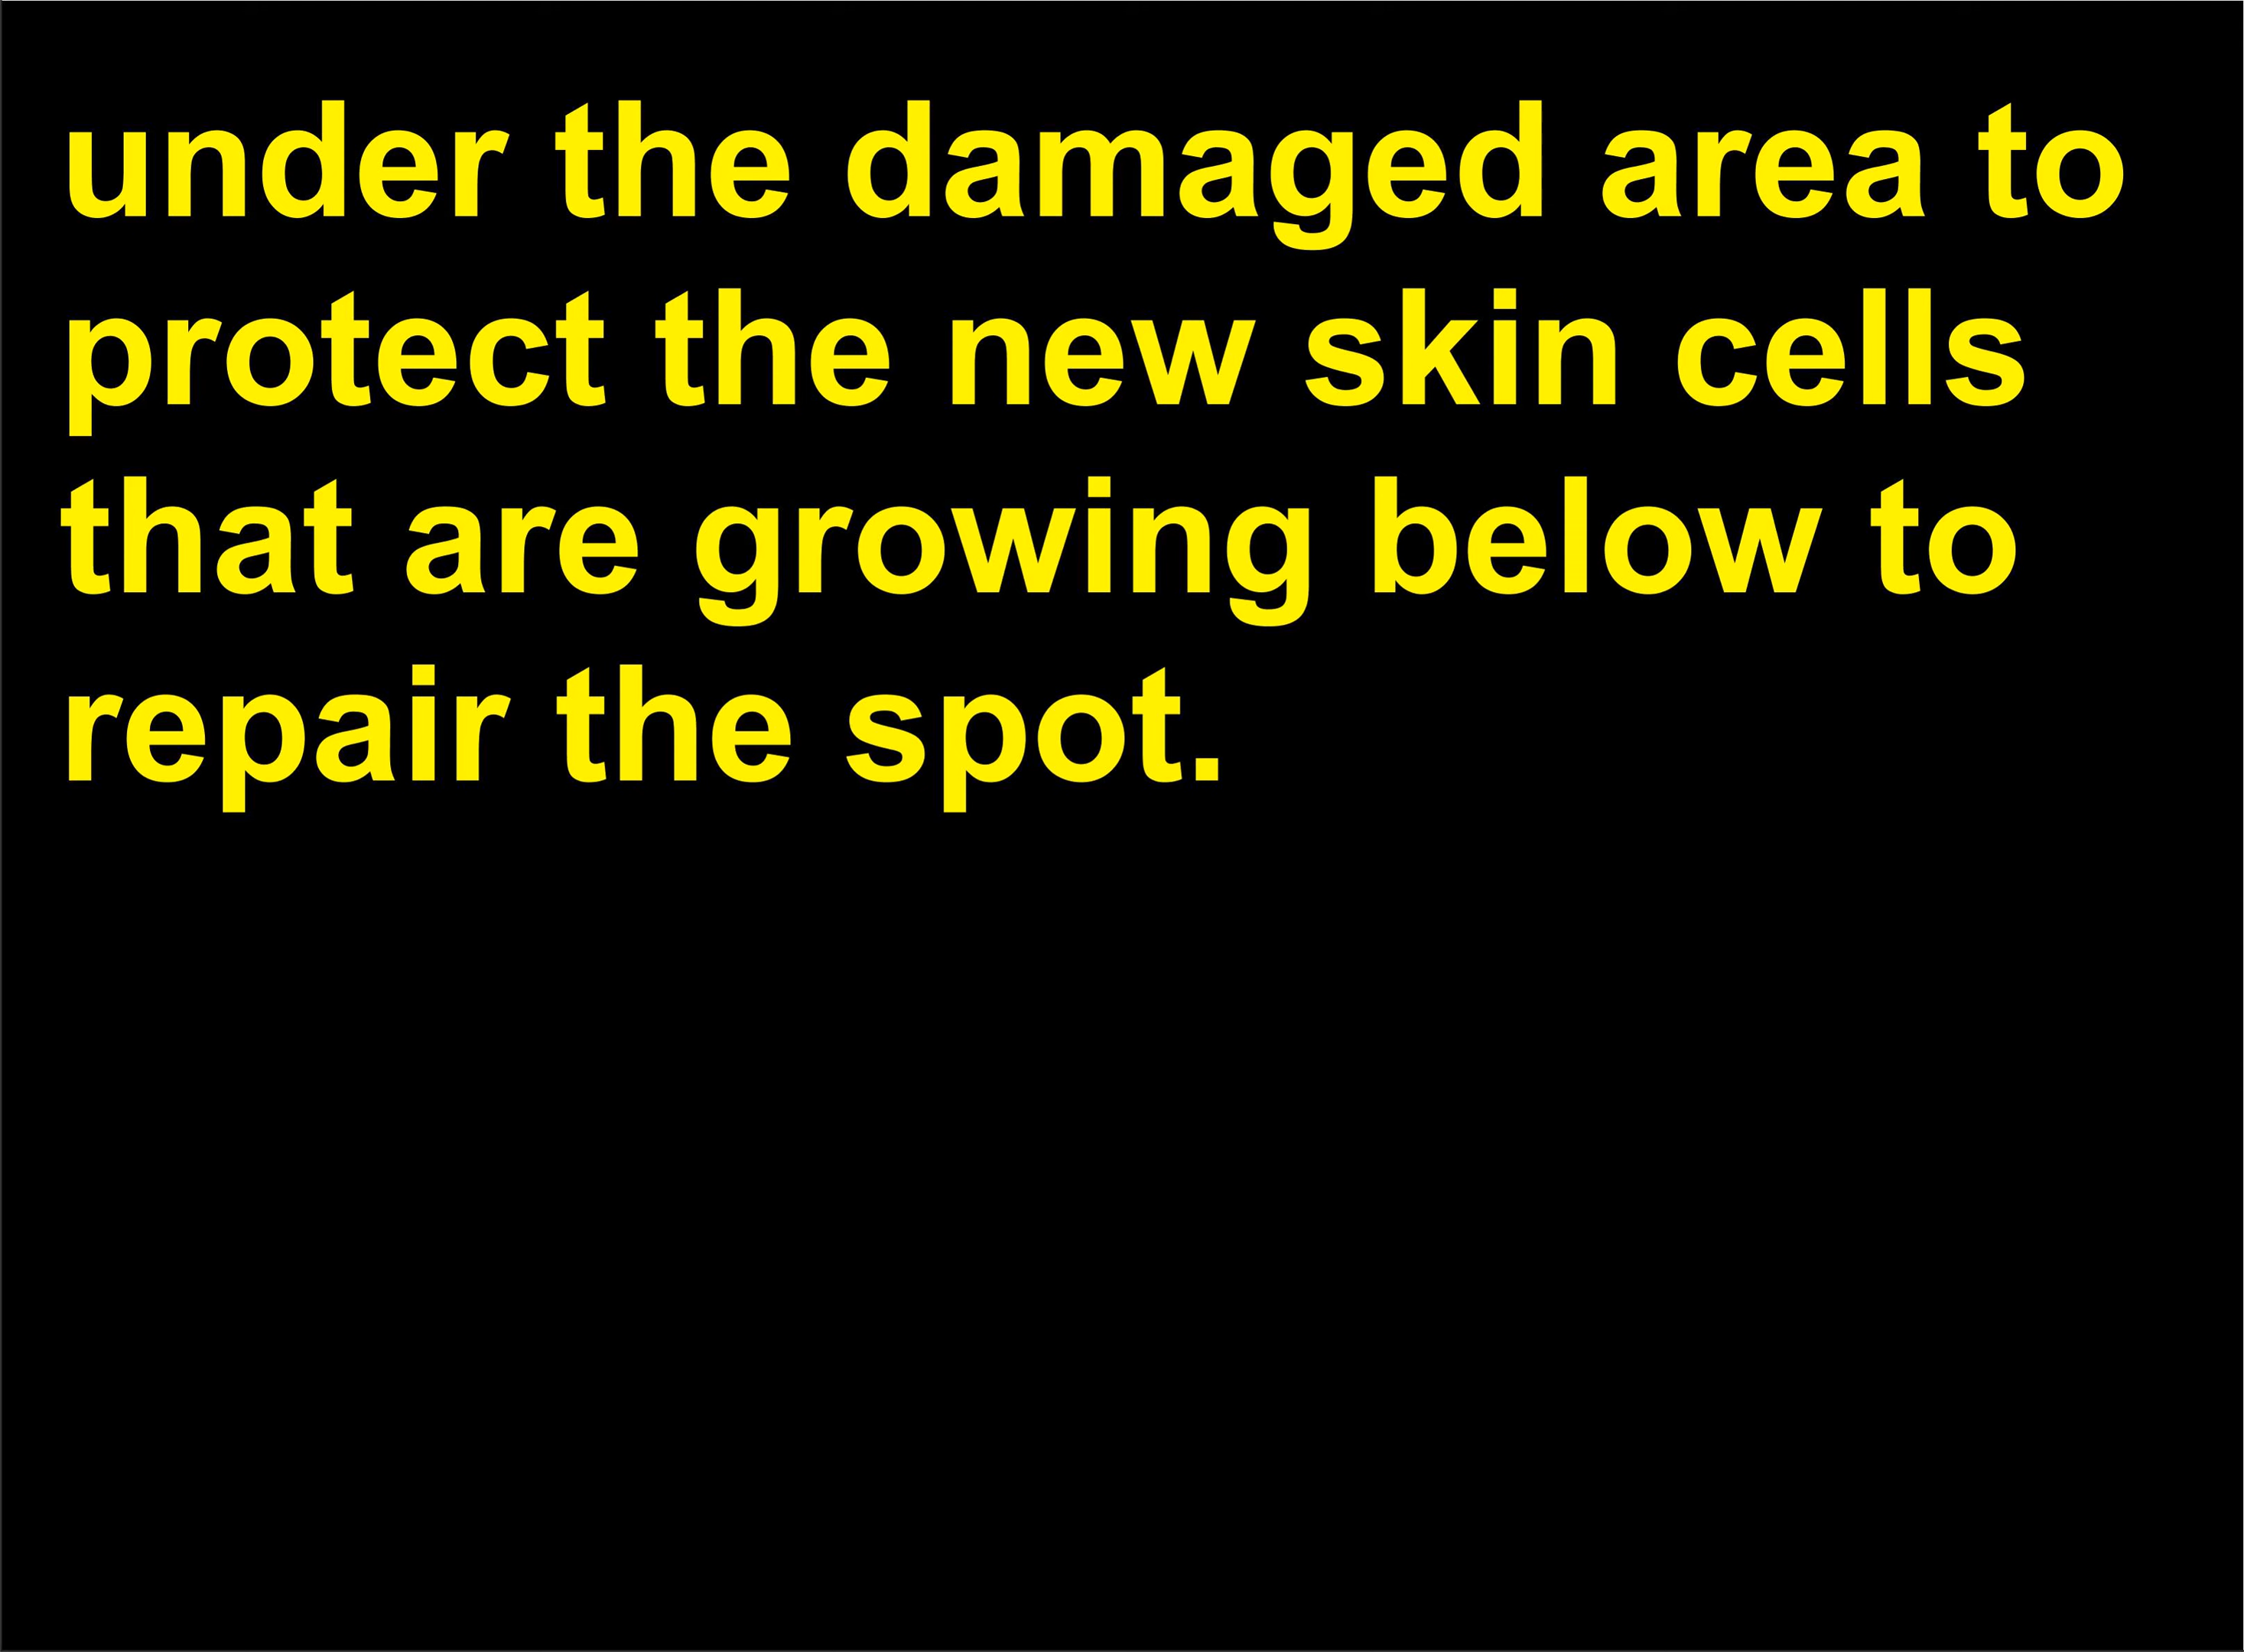 under the damaged area to
protect the new skin cells
that are growing below to
repair the spot.